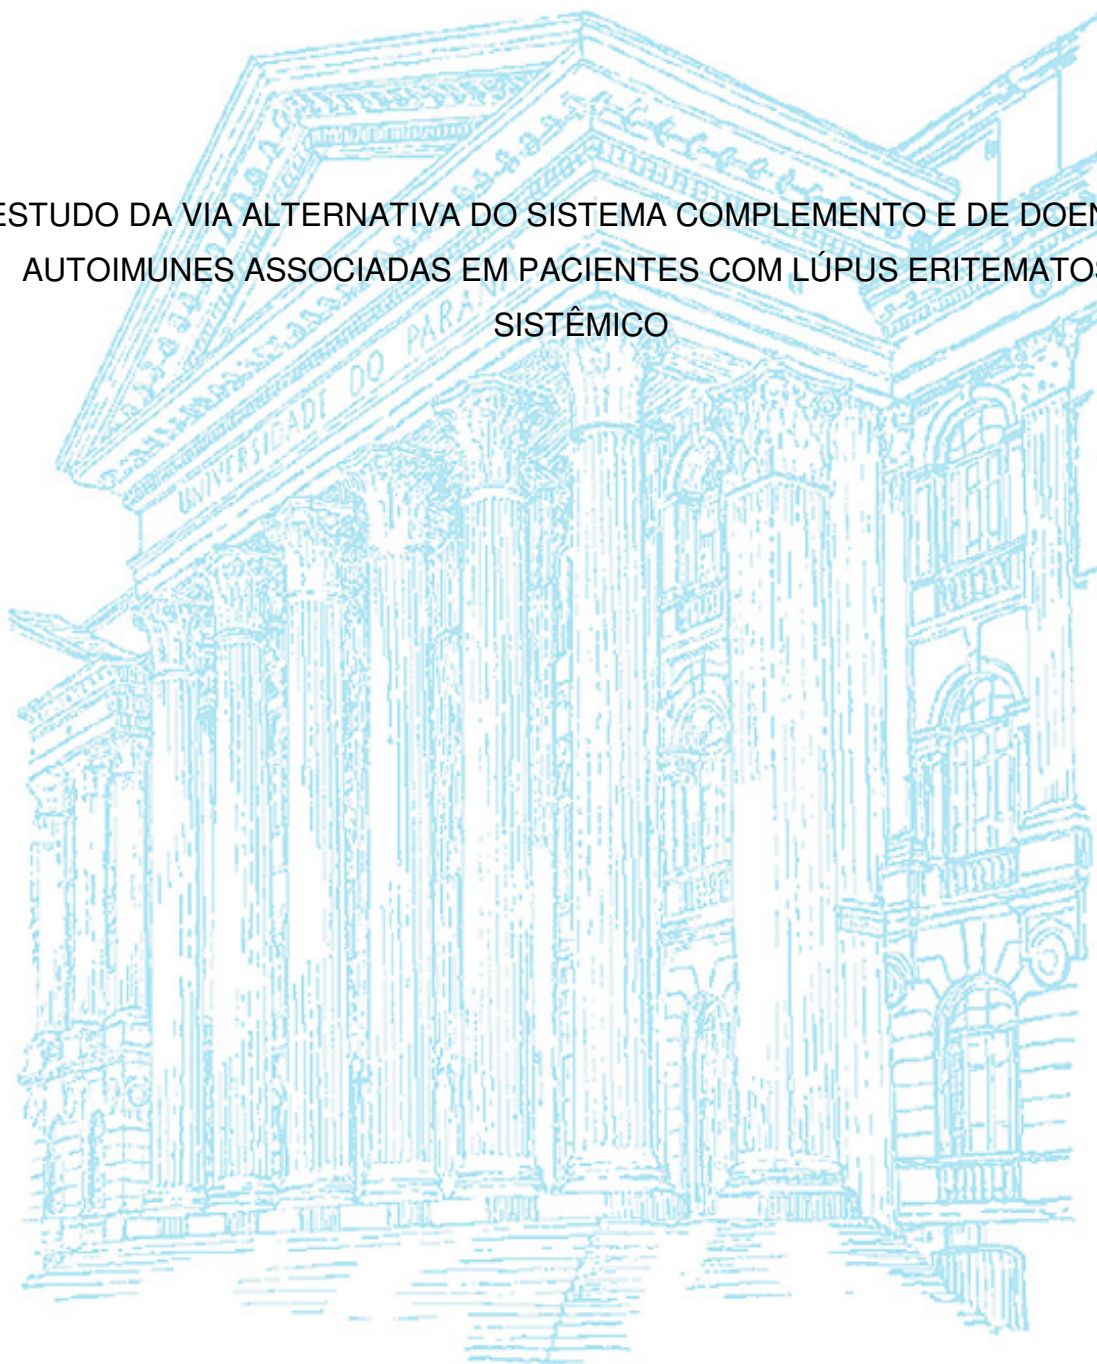 ESTUDO DA VIA ALTERNATIVA DO SISTEMA COMPLEMENTO E DE DOEN
AUTOIMUNES ASSOCIADAS EM PACIENTES COM LÚPUS ERITEMATOS
SISTÊMICO
UNIVERSIDADE DO PARAN